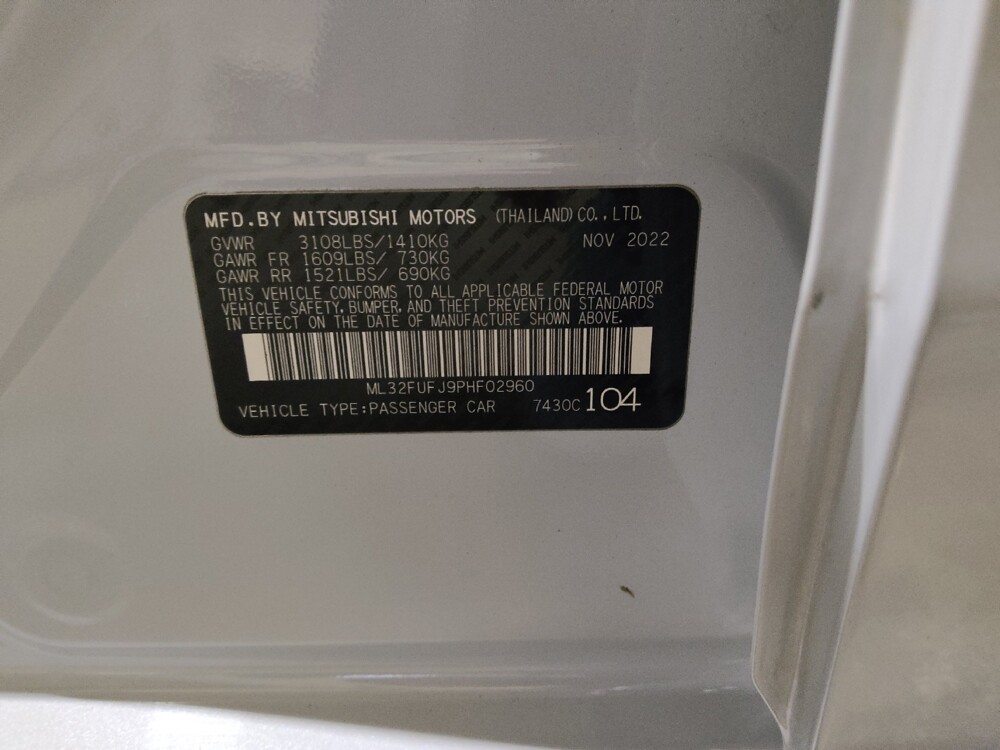 MFD.BY MITSUBISHI MOTORS (THAILAND)CO.,LTD.
GVWR 3108LBS/1410KG NOV 2022
GAWR FR 1609LBS/ 730KG
GAWR RR 1521LBS/ 690KG
THIS VEHICLE CONFORMS TO ALL APPLICABLE FEDERAL MOTOR
VEHICLE SAFETY, BUMPER, AND THEFT PREVENTION STANDARDS
IN EFFECT ON THE DATE OF MANUFACTURE SHOWN ABOVE.
ML32FUFJ9PHF02960
VEHICLE TYPE:PASSENGER CAR 7430C 104